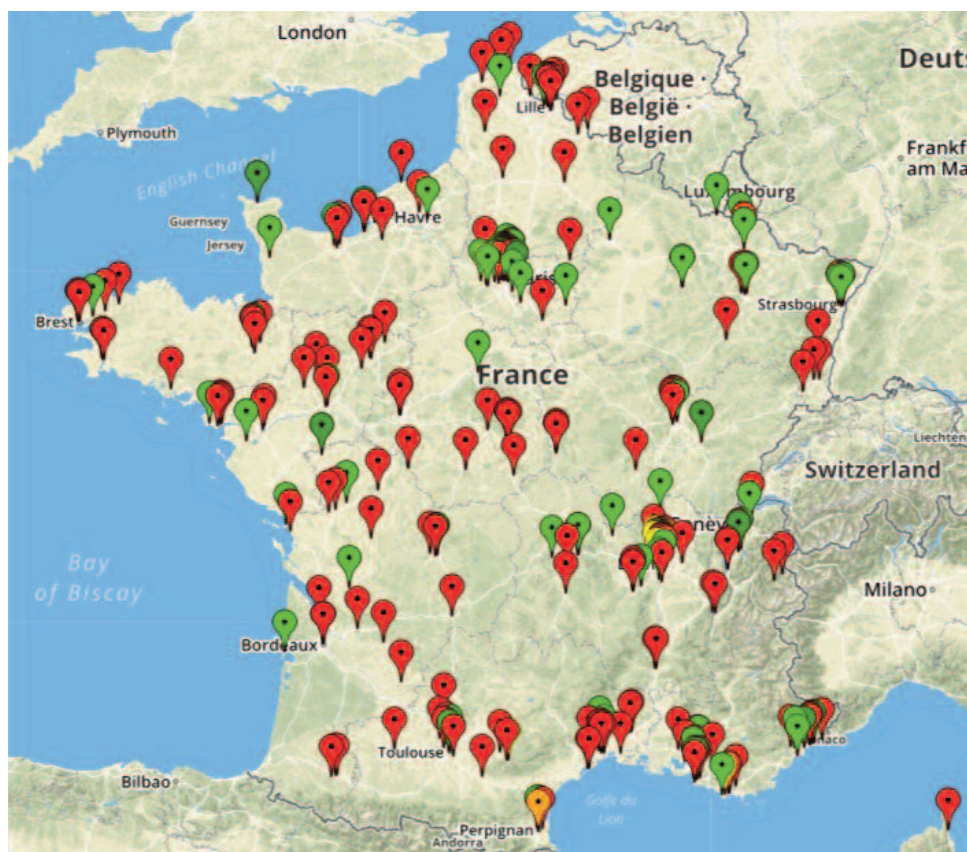 London
Deuts
Belgique ·
België ·
Belgien
Lille
Plymouth
Frankf
am Ma
English Channel
Luxembourg
Guernsey
Havre
Jersey
Strasbourg
Brest
France
Liechten
Switzerland
Genèv
Bay
of Biscay
Milano
Bordeaux
Toulouse
Bilbao
Golfe du
Lion
Perpignan
Andorra